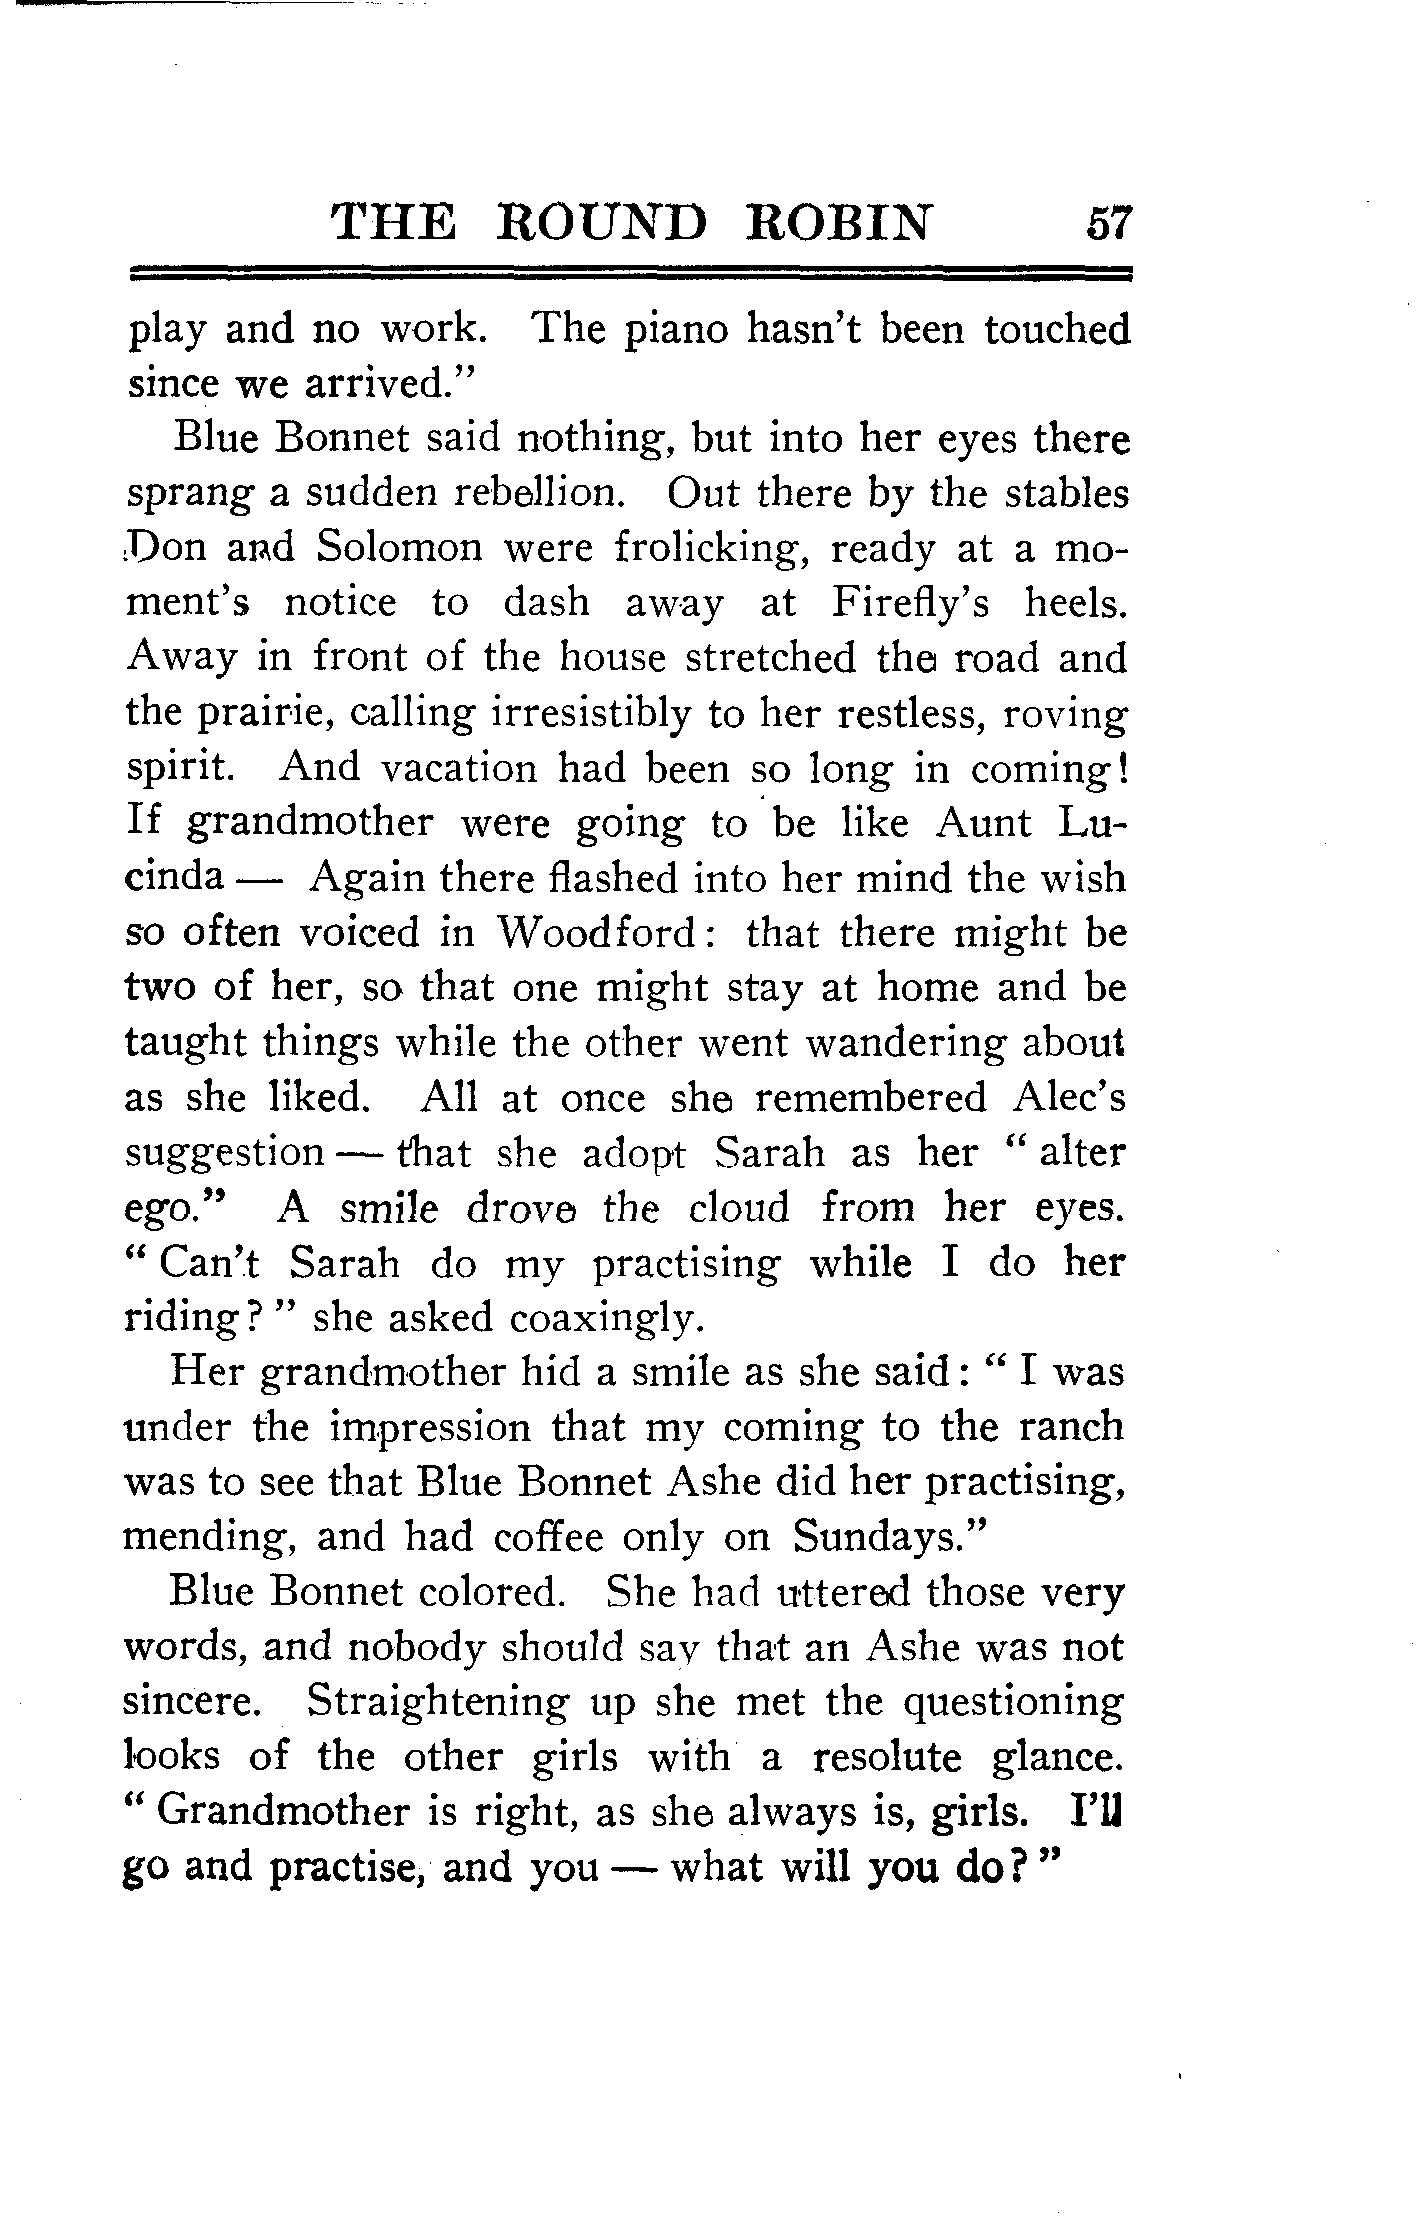 THE ROUND ROBIN 57
play and no work. The piano hasn't been touched
since we arrived."
Blue Bonnet said nothing, but into her eyes there
sprang a sudden rebellion. Out there by the stables
Don and Solomon were frolicking, ready at a mo-
ment's notice to dash away at Firefly's heels.
Away in front of the house stretched the road and
the prairie, calling irresistibly to her restless, roving
spirit. And vacation had been so long in coming!
If grandmother were going to be like Aunt Lu-
cinda — Again there flashed into her mind the wish
so often voiced in Woodford: that there might be
two of her, so that one might stay at home and be
taught things while the other went wandering about
as she liked. All at once she remembered Alec's
suggestion — that she adopt Sarah as her " alter
ego." A smile drove the cloud from her eyes.
" Can't Sarah do my practising while I do her
riding? " she asked coaxingly.
Her grandmother hid a smile as she said: " I was
under the impression that my coming to the ranch
was to see that Blue Bonnet Ashe did her practising,
mending, and had coffee only on Sundays."
Blue Bonnet colored. She had uttered those very
words, and nobody should say that an Ashe was not
sincere. Straightening up she met the questioning
looks of the other girls with a resolute glance.
" Grandmother is right, as she always is, girls. I'll
go and practise, and you — what will you do? "